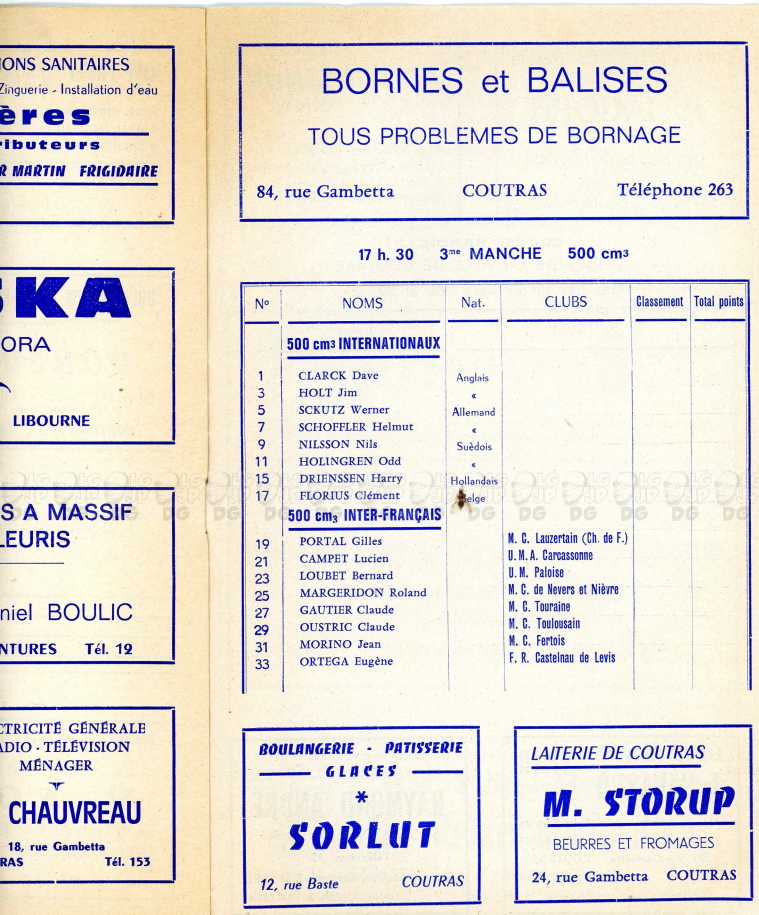 IONS SANITAIRES
Zinguerie - Installation d'eau
ères
ributeurs
R MARTIN FRIGIDAIRE
SKA
ORA
LIBOURNE
S A MASSIF
LEURIS
niel BOULIC
NTURES Tél. 12
CTRICITÉ GÉNÉRALE
ADIO - TÉLÉVISION
MÉNAGER
CHAUVREAU
18, rue Gambetta
RAS Tél. 153
BORNES et BALISES
TOUS PROBLEMES DE BORNAGE
84, rue Gambetta COUTRAS Téléphone 263
17 h. 30 3me MANCHE 500 cm3
No NOMS Nat. CLUBS Classement Total points
500 cm3 INTERNATIONAUX
1 CLARCK Dave Anglais
3 HOLT Jim «
5 SCKUTZ Werner Allemand
7 SCHOFFLER Helmut «
9 NILSSON Nils Suèdois
11 HOLINGREN Odd «
15 DRIENSSEN Harry Hollandais
17 FLORIUS Clément Belge
500 cm3 INTER-FRANÇAIS
19 PORTAL Gilles M. C. Lauzertain (Ch. de F.)
21 CAMPET Lucien U. M. A. Carcassonne
23 LOUBET Bernard U. M. Paloise
25 MARGERIDON Roland M. C. de Nevers et Nièvre
27 GAUTIER Claude M. C. Touraine
29 OUSTRIC Claude M. C. Toulousain
31 MORINO Jean M. C. Fertois
33 ORTEGA Eugène F. R. Castelnau de Levis
BOULANGERIE - PATISSERIE
GLACES
*
SORLUT
12, rue Baste COUTRAS
LAITERIE DE COUTRAS
M. STORUP
BEURRES ET FROMAGES
24, rue Gambetta COUTRAS